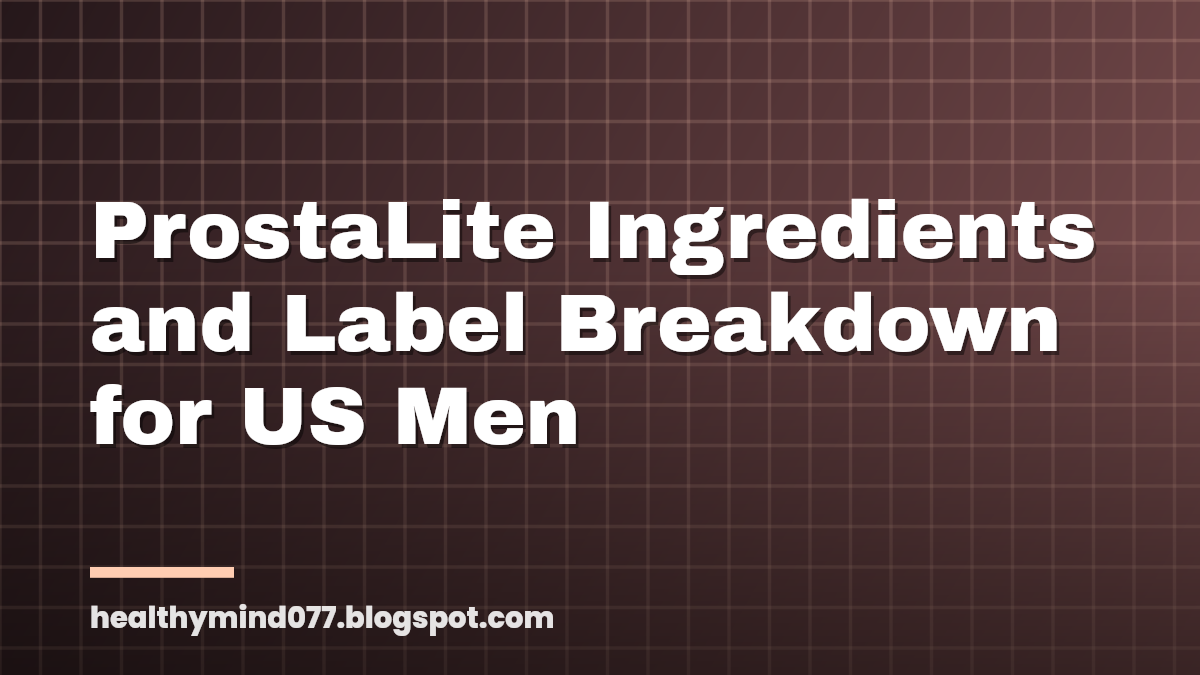 ProstaLite Ingredients
and Label Breakdown
for US Men
healthymind077.blogspot.com